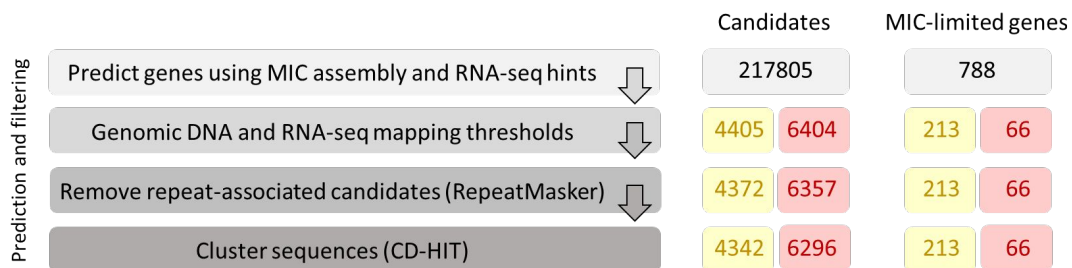 Candidates
MIC-limited genes
Prediction and filtering
Predict genes using MIC assembly and RNA-seq hints
217805
788
Genomic DNA and RNA-seq mapping thresholds
4405
6404
213
66
Remove repeat-associated candidates (RepeatMasker)
4372
6357
213
66
Cluster sequences (CD-HIT)
4342
6296
213
66